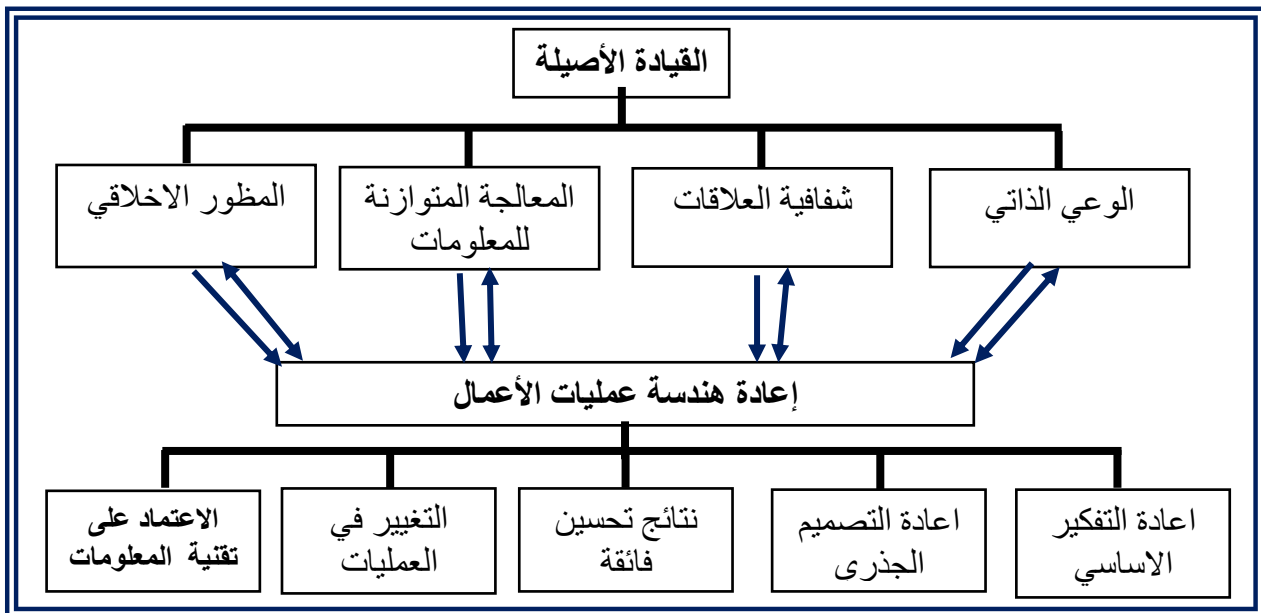 القيادة الأصيلة
الوعي الذاتي
شفافية العلاقات
المعالجة المتوازنة
للمعلومات
المظور الاخلاقي
إعادة هندسة عمليات الأعمال
اعادة التفكير
الاساسي
اعادة التصميم
الجذرى
نتائج تحسين
فائقة
التغيير في
العمليات
الاعتماد على
تقنية المعلومات